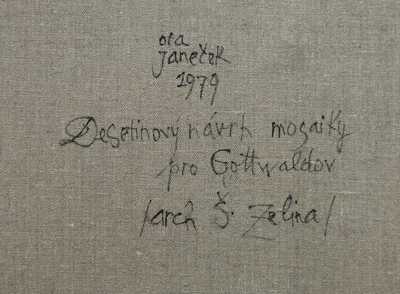 ota
janeček
1979
Desetinový návrh mozaiky
pro Gottwaldov
/arch Š. Zelina/